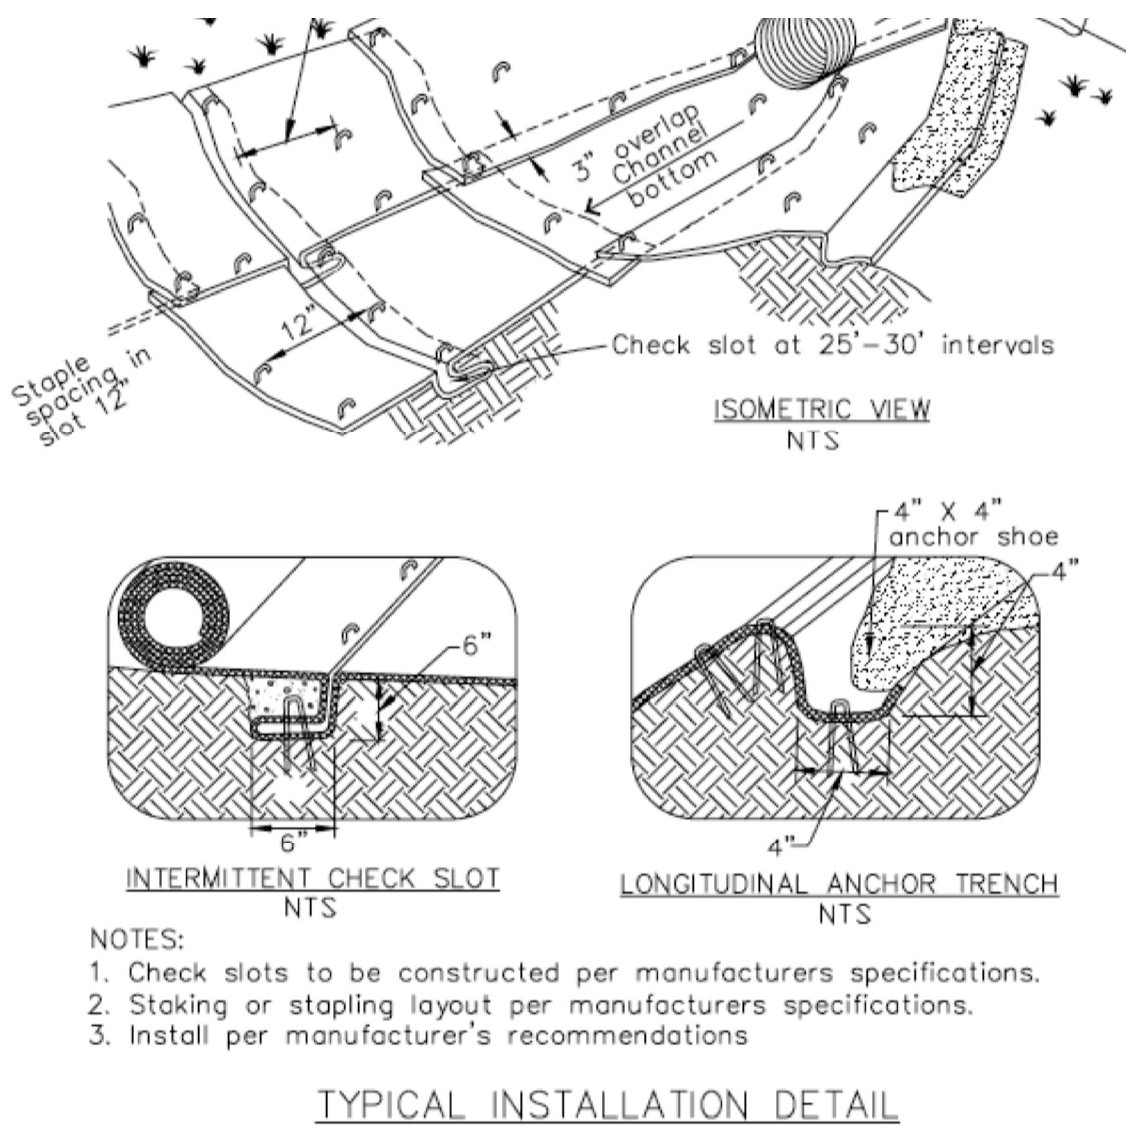 3" overlap
Channel
bottom
12"
Staple
spacing in
slot 12"
Check slot at 25'-30' intervals
ISOMETRIC VIEW
NTS
4" X 4"
anchor shoe
4"
6"
6"
4"
INTERMITTENT CHECK SLOT
NTS
LONGITUDINAL ANCHOR TRENCH
NTS
NOTES:
1. Check slots to be constructed per manufacturers specifications.
2. Staking or stapling layout per manufacturers specifications.
3. Install per manufacturer's recommendations
TYPICAL INSTALLATION DETAIL